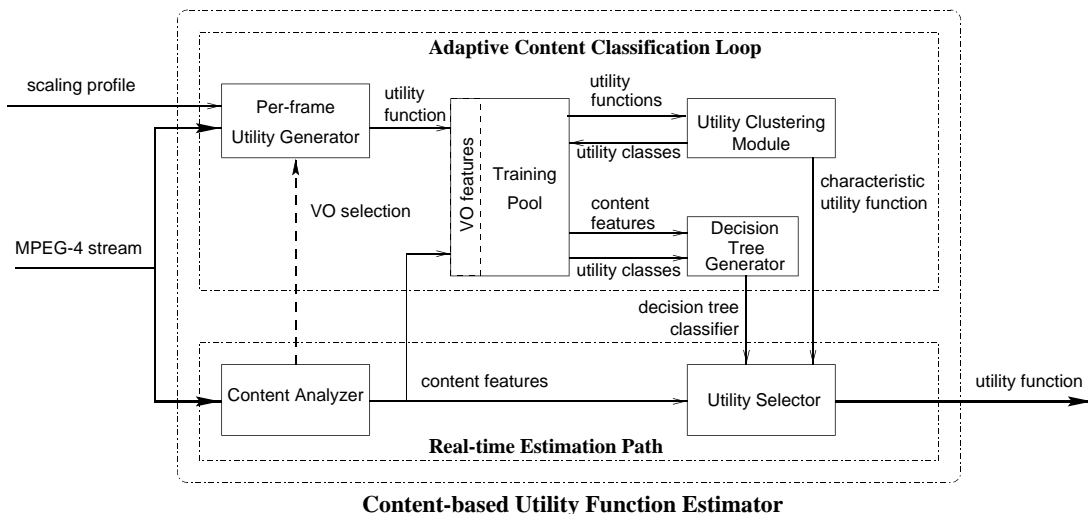 Adaptive Content Classification Loop
scaling profile
Per-frame
Utility Generator
utility
function
VO features
Training
Pool
utility
functions
utility classes
Utility Clustering
Module
characteristic
utility function
VO selection
content
features
utility classes
Decision
Tree
Generator
MPEG-4 stream
decision tree
classifier
Content Analyzer
content features
Utility Selector
utility function
Real-time Estimation Path
Content-based Utility Function Estimator